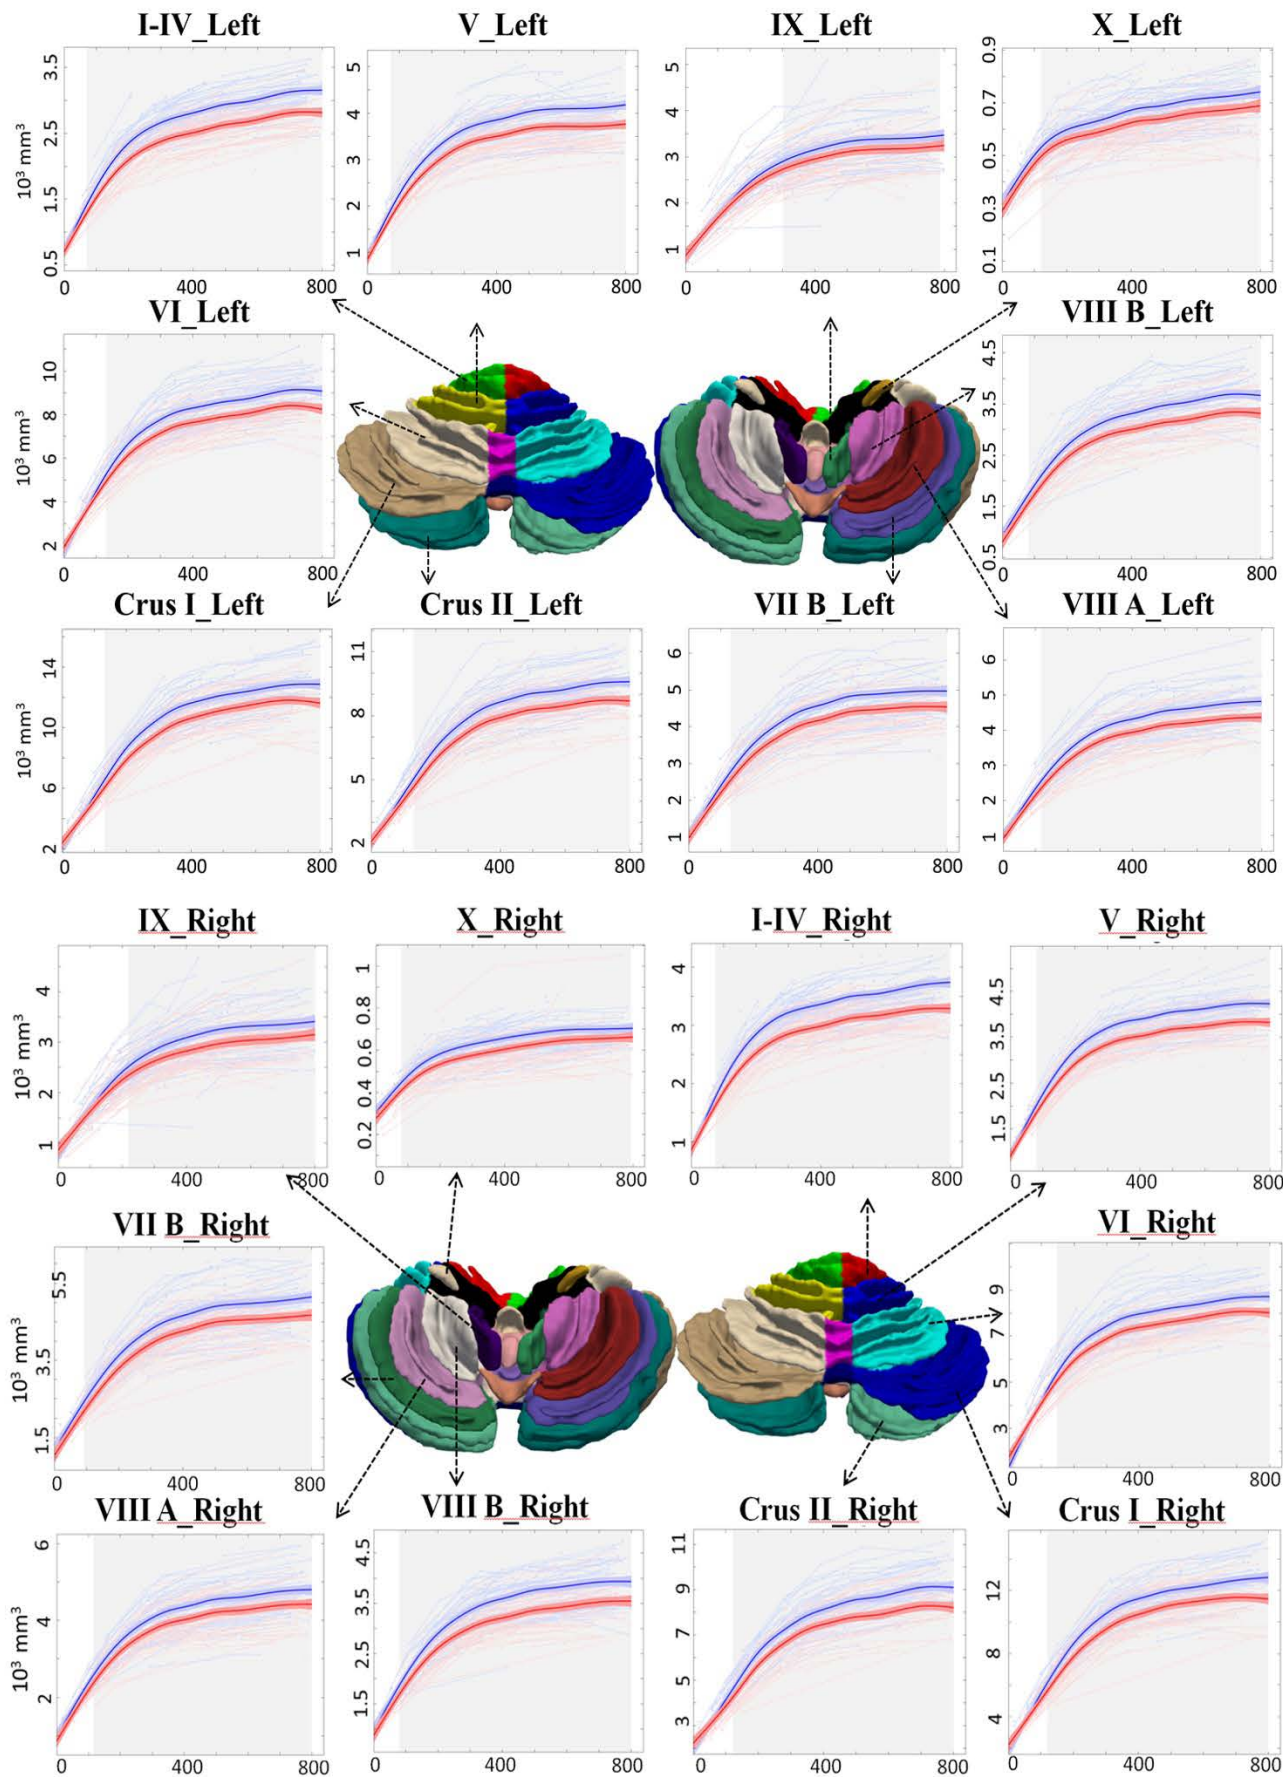 I-IV_Left
V_Left
IX_Left
X_Left
10³ mm³
0.5 1.5 2.5 3.5
0 400 800
1 2 3 4 5
0 400 800
1 2 3 4 5
0 400 800
0.1 0.3 0.5 0.7 0.9
0 400 800
VI_Left
VIII B_Left
10³ mm³
2 4 6 8 10
0 400 800
0.5 1.5 2.5 3.5 4.5
0 400 800
Crus I_Left
Crus II_Left
VII B_Left
VIII A_Left
10³ mm³
2 6 10 14
0 400 800
2 5 8 11
0 400 800
1 2 3 4 5 6
0 400 800
1 2 3 4 5 6
0 400 800
IX_Right
X_Right
I-IV_Right
V_Right
10³ mm³
1 2 3 4
0 400 800
0.2 0.4 0.6 0.8 1
0 400 800
1 2 3 4
0 400 800
1.5 2.5 3.5 4.5
0 400 800
VII B_Right
VI_Right
10³ mm³
1.5 3.5 5.5
0 400 800
3 5 7 9
0 400 800
VIII A_Right
VIII B_Right
Crus II_Right
Crus I_Right
10³ mm³
2 4 6
0 400 800
1.5 2.5 3.5 4.5
0 400 800
3 5 7 9 11
0 400 800
4 8 12
0 400 800